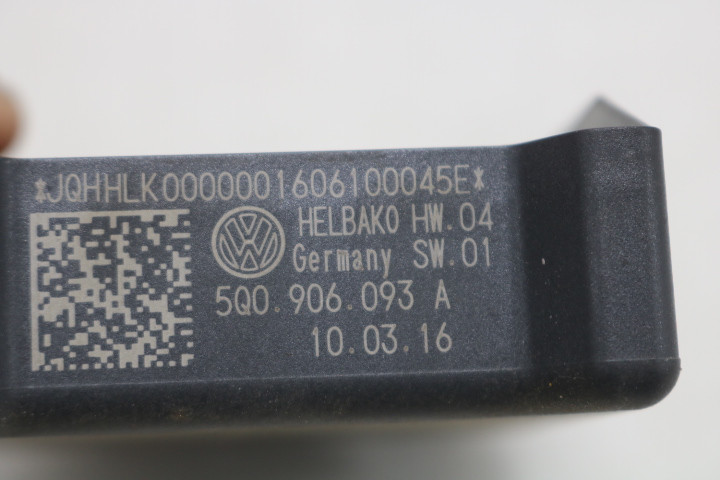 *JQHHLK0000001606100045E*
HELBAKO HW.04
Germany SW.01
5Q0.906.093 A
10.03.16